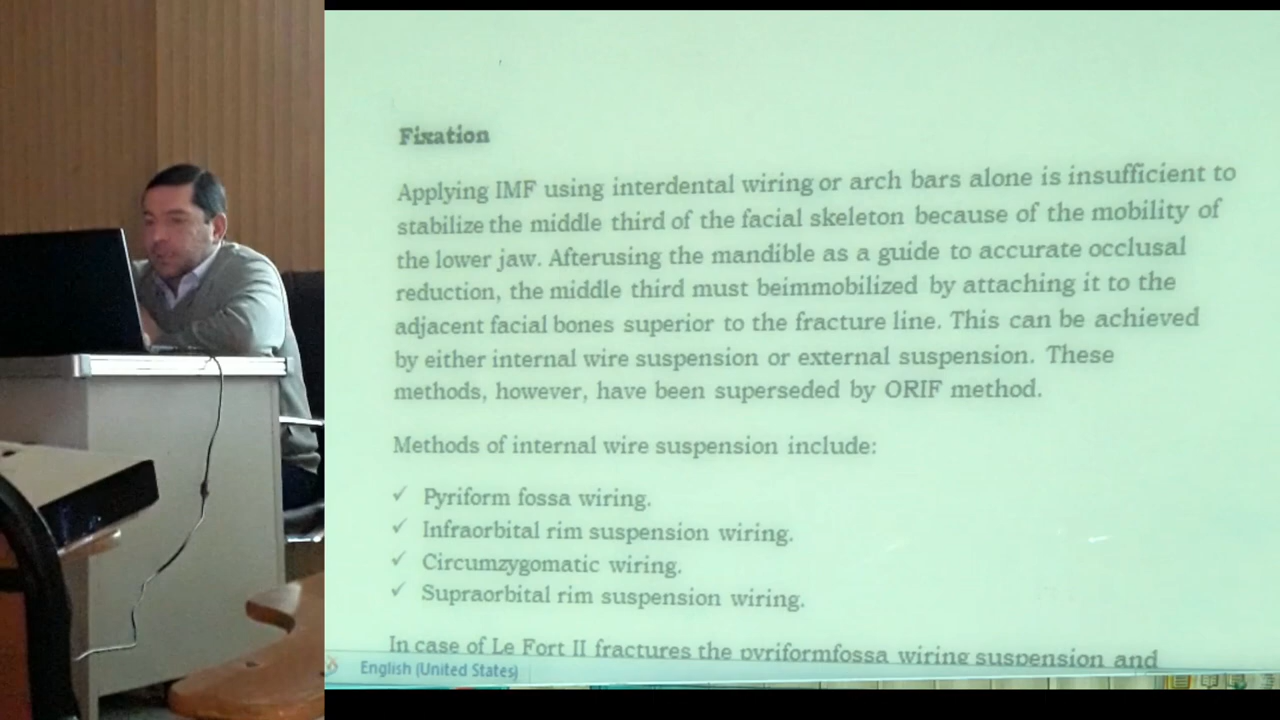 Fixation
Applying IMF using interdental wiring or arch bars alone is insufficient to
stabilize the middle third of the facial skeleton because of the mobility of
the lower jaw. Afterusing the mandible as a guide to accurate occlusal
reduction, the middle third must beimmobilized by attaching it to the
adjacent facial bones superior to the fracture line. This can be achieved
by either internal wire suspension or external suspension. These
methods, however, have been superseded by ORIF method.
Methods of internal wire suspension include:
✓ Pyriform fossa wiring.
✓ Infraorbital rim suspension wiring.
✓ Circumzygomatic wiring.
✓ Supraorbital rim suspension wiring.
In case of Le Fort II fractures the pyriformfossa wiring suspension and
English (United States)